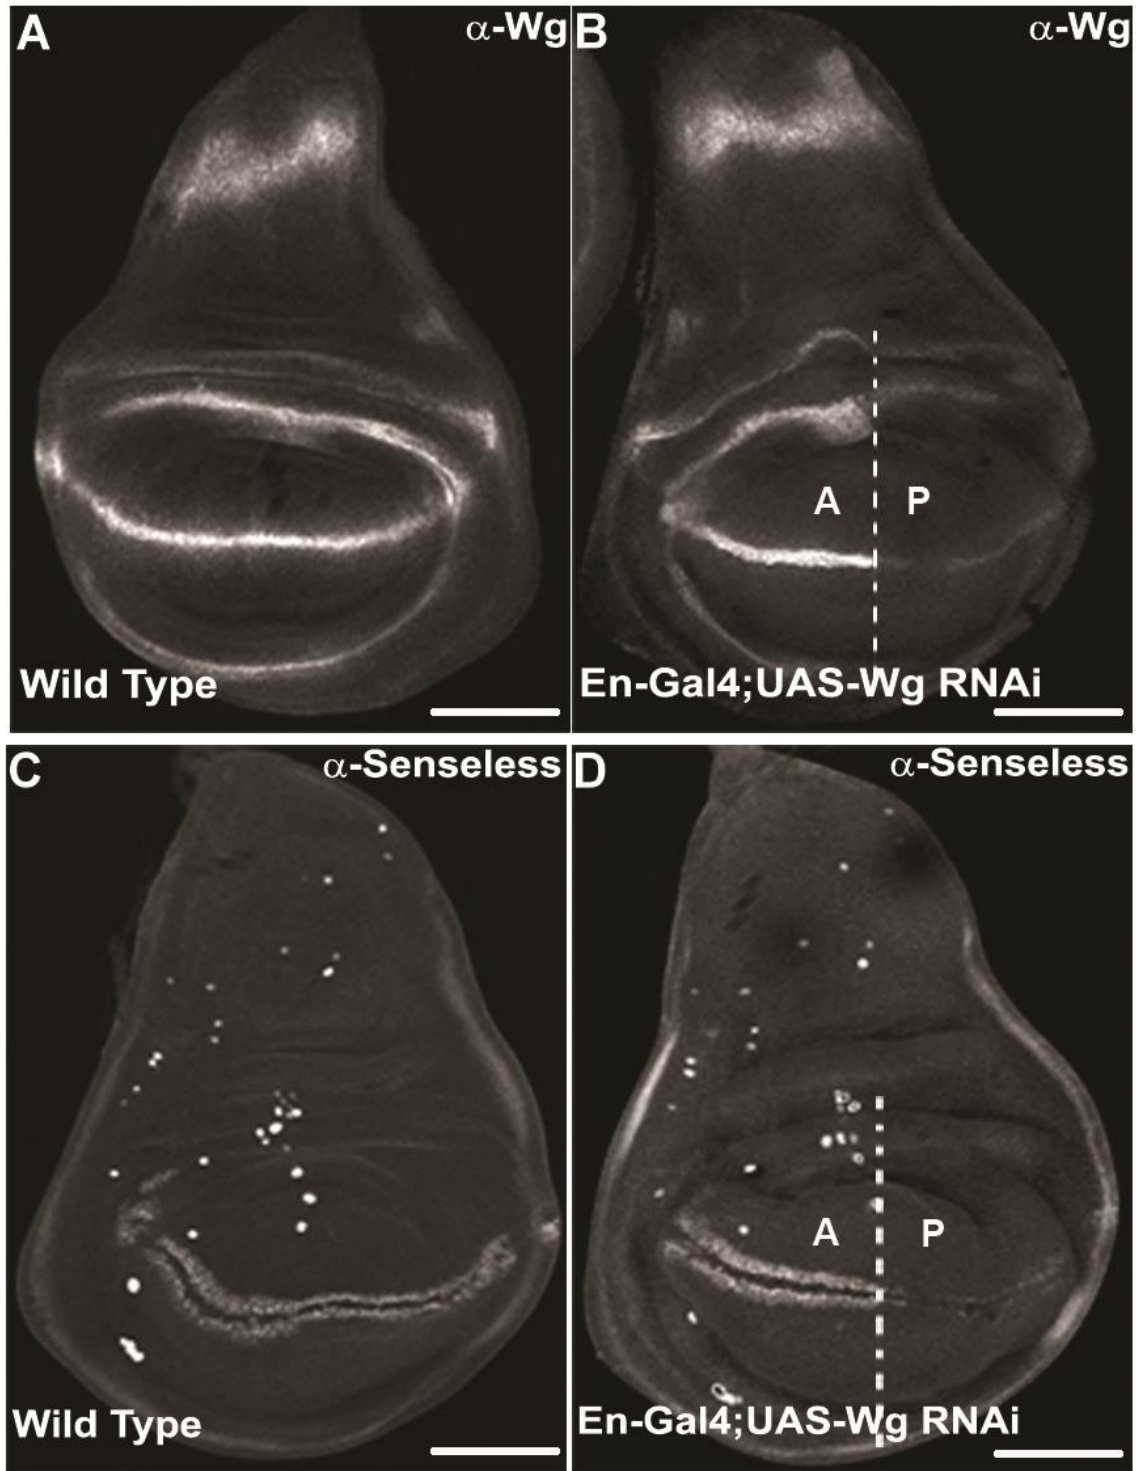 A
α-Wg
B
α-Wg
A
P
Wild Type
En-Gal4;UAS-Wg RNAi
C
α-Senseless
D
α-Senseless
A
P
Wild Type
En-Gal4;UAS-Wg RNAi